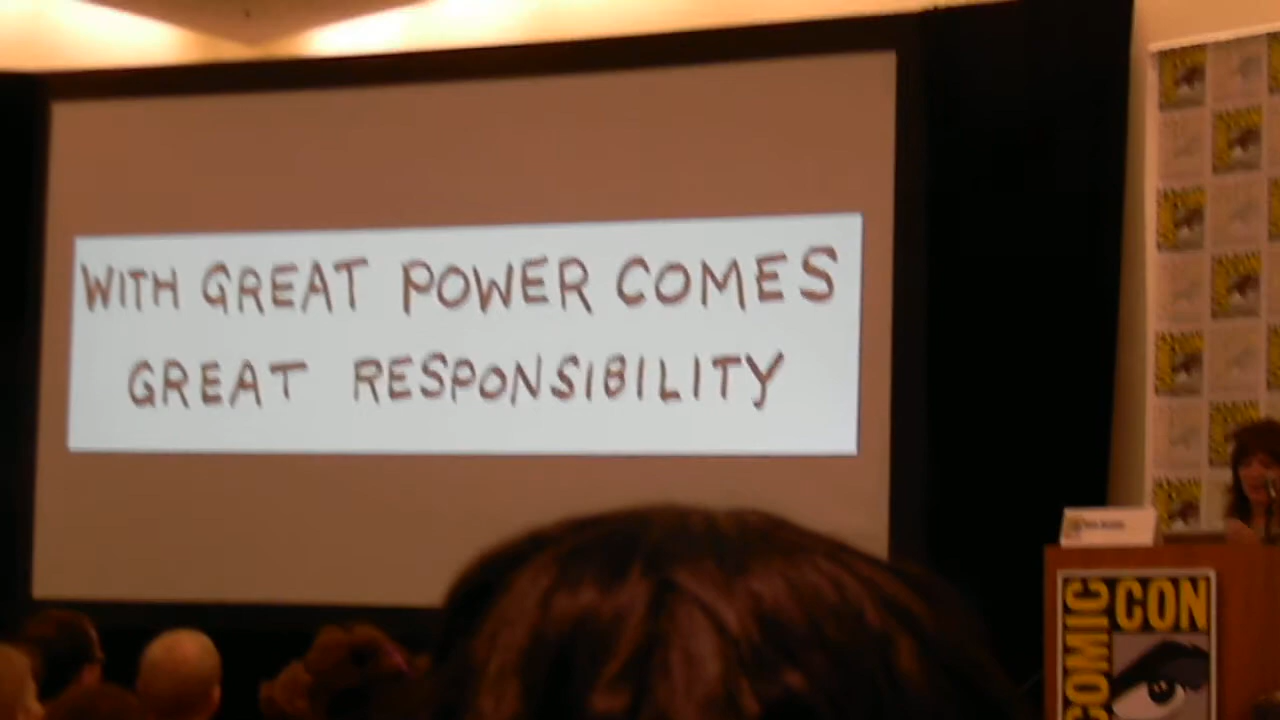 WITH GREAT POWER COMES
GREAT RESPONSIBILITY
COMIC
CON